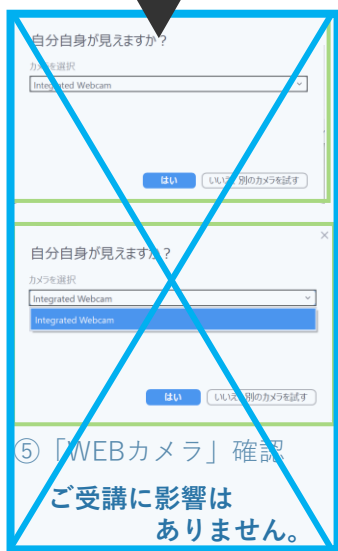 自分自身が見えますか？
カメラを選択
Integrated Webcam
はい
いいえ、別のカメラを試す
自分自身が見えますか？
カメラを選択
Integrated Webcam
Integrated Webcam
はい
いいえ、別のカメラを試す
⑤「WEBカメラ」確認
ご受講に影響は
ありません。